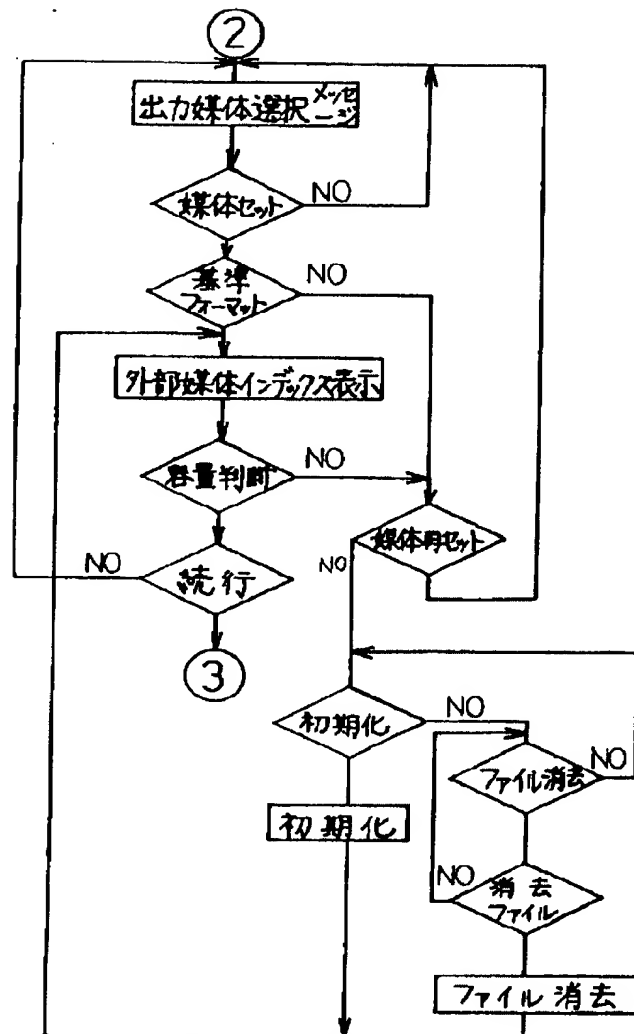 ②
出力媒体選択メッセージ
媒体セット
NO
基準
フォーマット
NO
外部媒体インデックス表示
容量判断
NO
媒体再セット
NO
続行
NO
③
初期化
NO
ファイル消去
NO
初期化
消去
ファイル
NO
ファイル消去